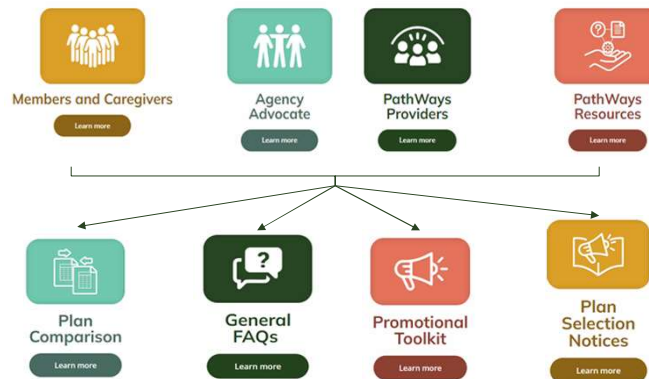 Members and Caregivers
Learn more
Agency
Advocate
Learn more
PathWays
Providers
Learn more
PathWays
Resources
Learn more
Plan
Comparison
Learn more
?
General
FAQs
Learn more
Promotional
Toolkit
Learn more
Plan
Selection
Notices
Learn more